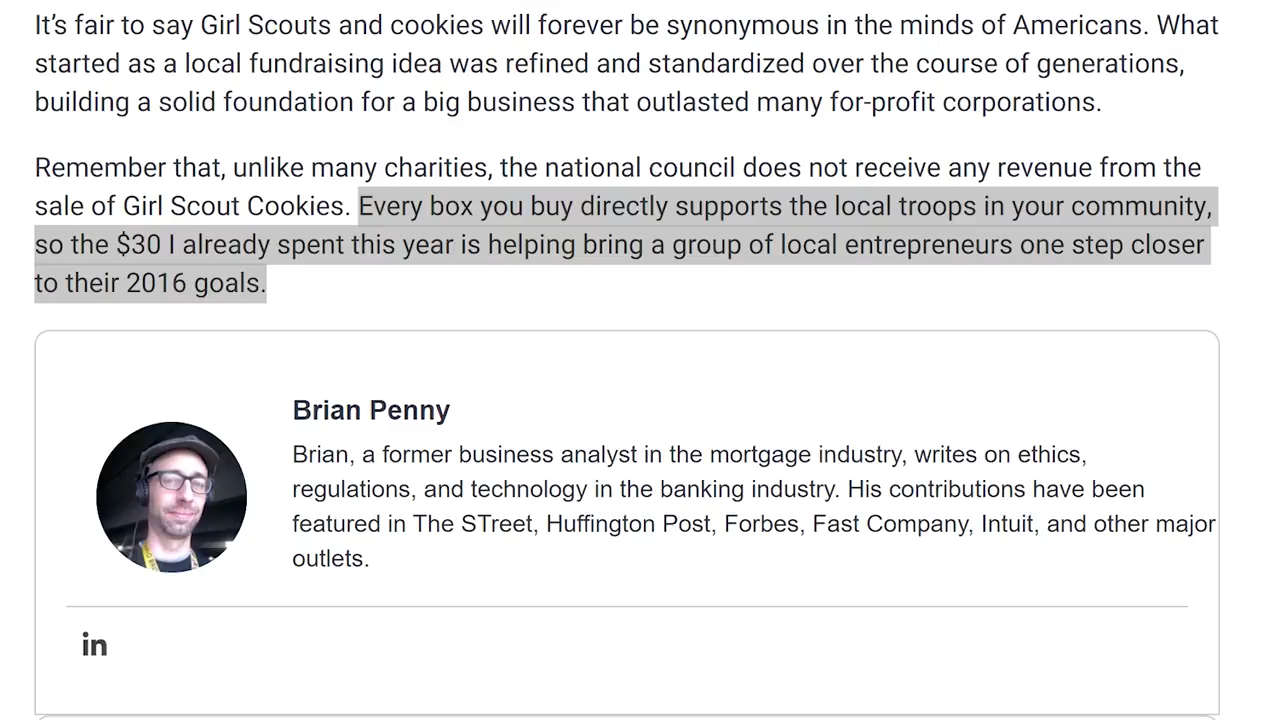 It's fair to say Girl Scouts and cookies will forever be synonymous in the minds of Americans. What
started as a local fundraising idea was refined and standardized over the course of generations,
building a solid foundation for a big business that outlasted many for-profit corporations.
Remember that, unlike many charities, the national council does not receive any revenue from the
sale of Girl Scout Cookies. Every box you buy directly supports the local troops in your community,
so the $30 I already spent this year is helping bring a group of local entrepreneurs one step closer
to their 2016 goals.
Brian Penny
Brian, a former business analyst in the mortgage industry, writes on ethics,
regulations, and technology in the banking industry. His contributions have been
featured in The STreet, Huffington Post, Forbes, Fast Company, Intuit, and other major
outlets.
in